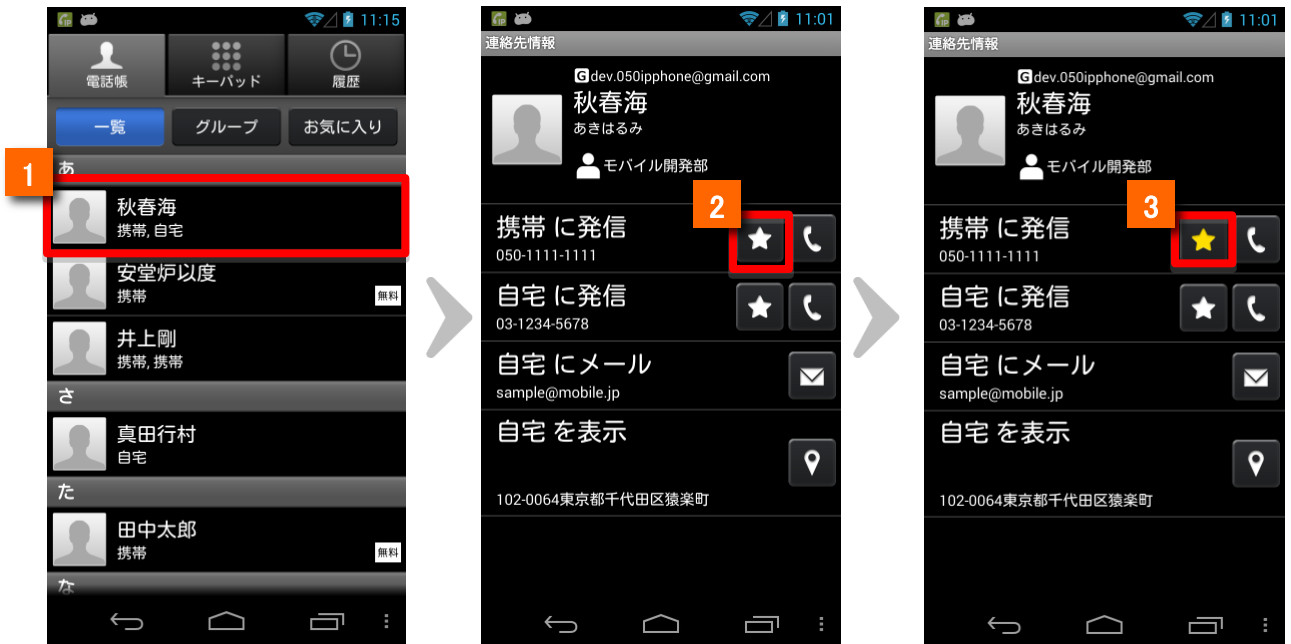 11:15
電話帳
キーパッド
履歴
一覧
グループ
お気に入り
あ
1
秋春海
携帯, 自宅
安堂炉以度
携帯
無料
井上剛
携帯, 携帯
さ
真田行村
自宅
た
田中太郎
携帯
無料
な
11:01
連絡先情報
G dev.050ipphone@gmail.com
秋春海
あきはるみ
モバイル開発部
2
携帯 に発信
050-1111-1111
自宅 に発信
03-1234-5678
自宅 にメール
sample@mobile.jp
自宅 を表示
102-0064東京都千代田区猿楽町
11:01
連絡先情報
G dev.050ipphone@gmail.com
秋春海
あきはるみ
モバイル開発部
3
携帯 に発信
050-1111-1111
自宅 に発信
03-1234-5678
自宅 にメール
sample@mobile.jp
自宅 を表示
102-0064東京都千代田区猿楽町